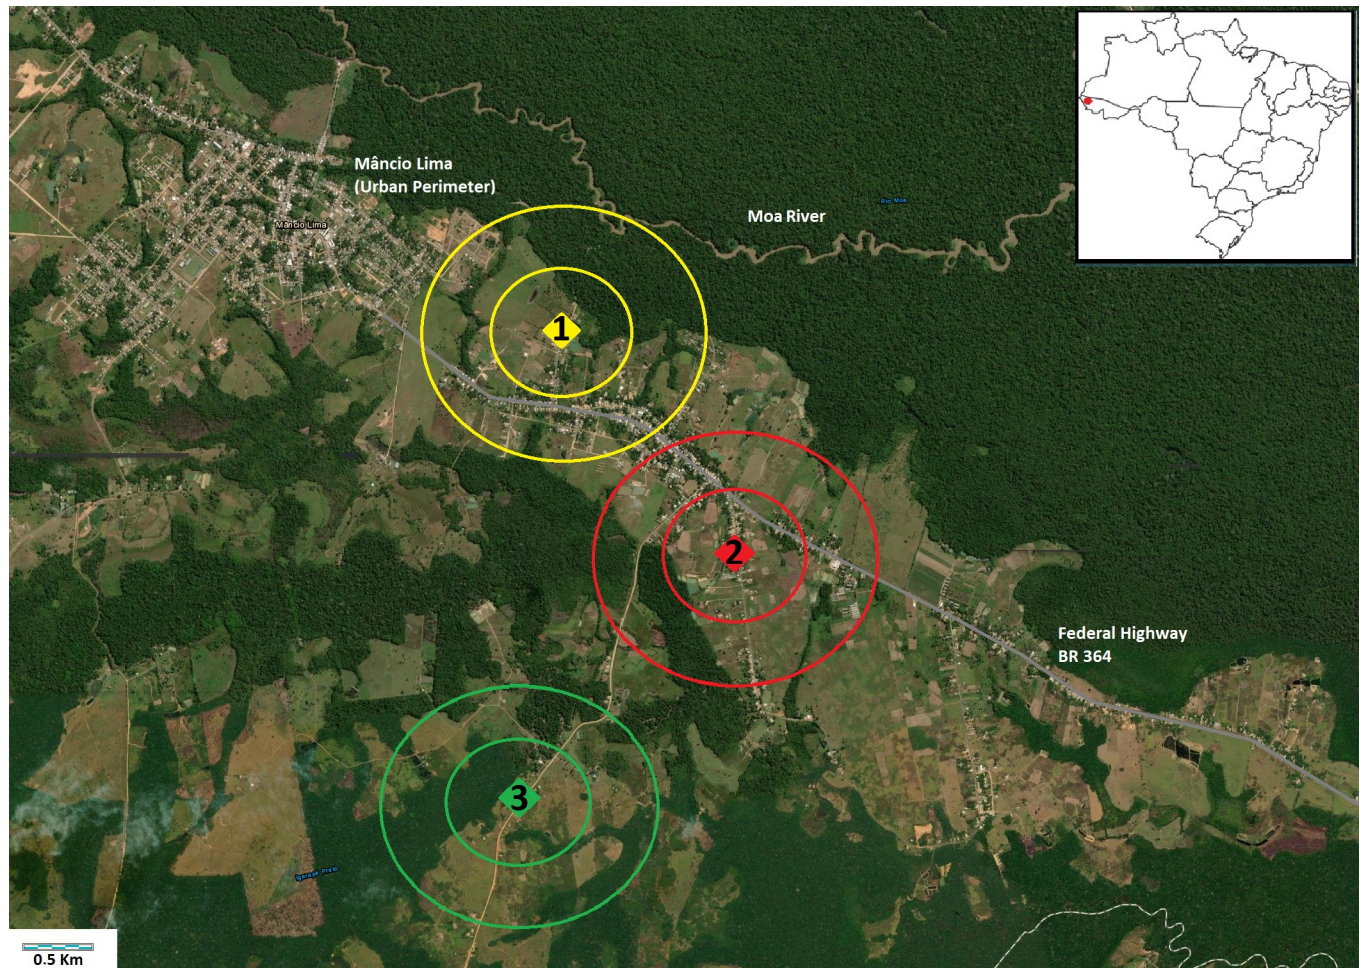 Mâncio Lima
(Urban Perimeter)
Moa River
Rio Moa
Mâncio Lima
1
2
Federal Highway
BR 364
3
Igarapé Preto
0.5 Km